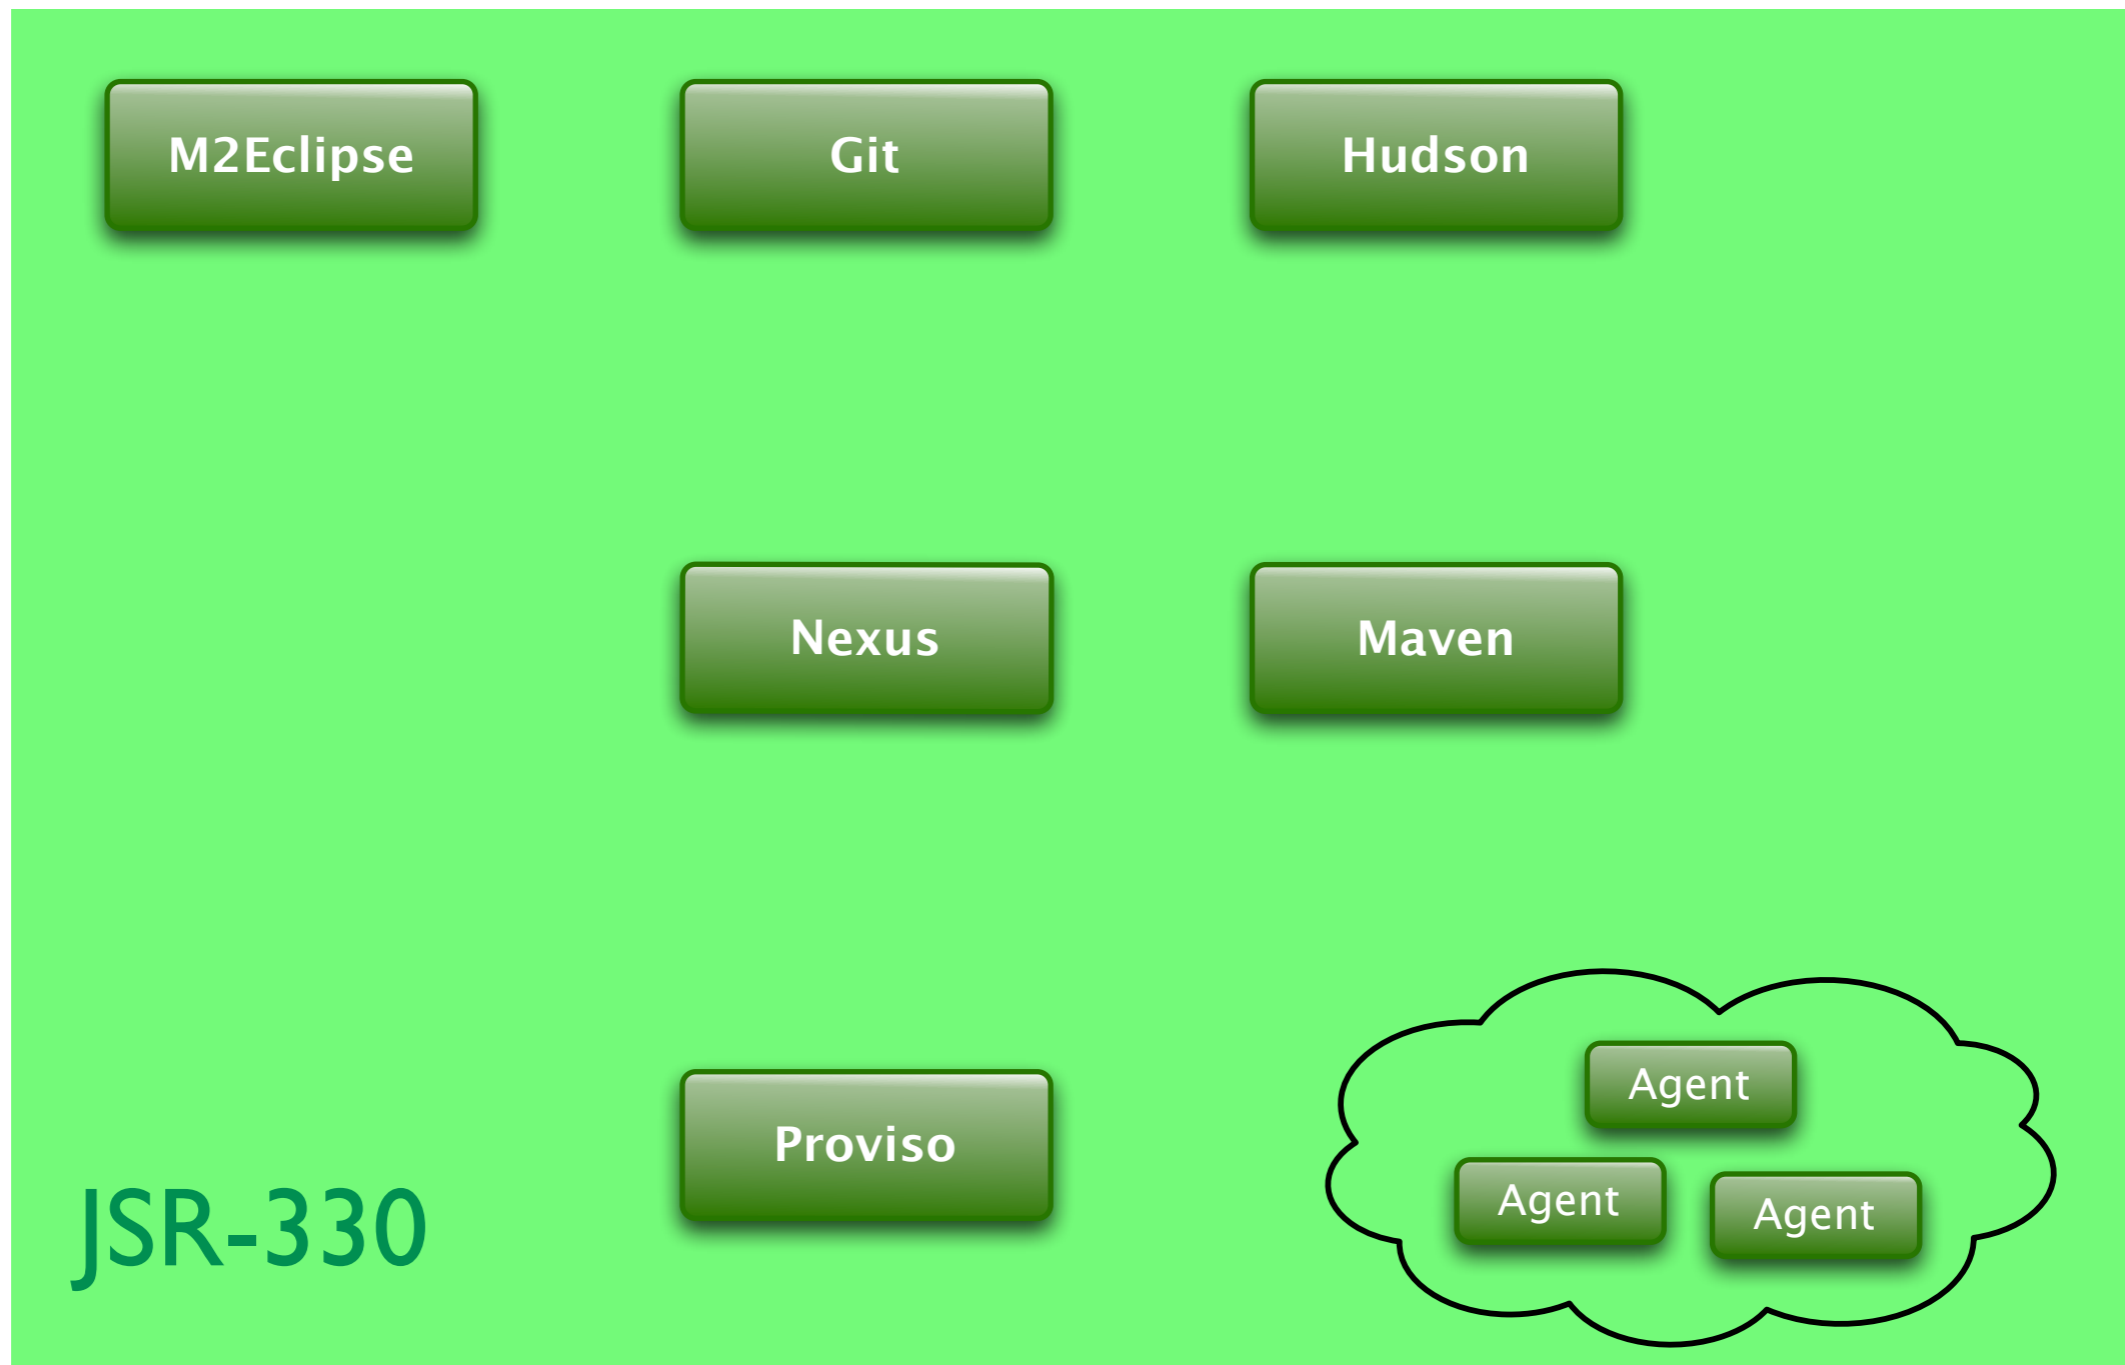 M2Eclipse
Git
Hudson
Nexus
Maven
Proviso
Agent
Agent
Agent
JSR-330